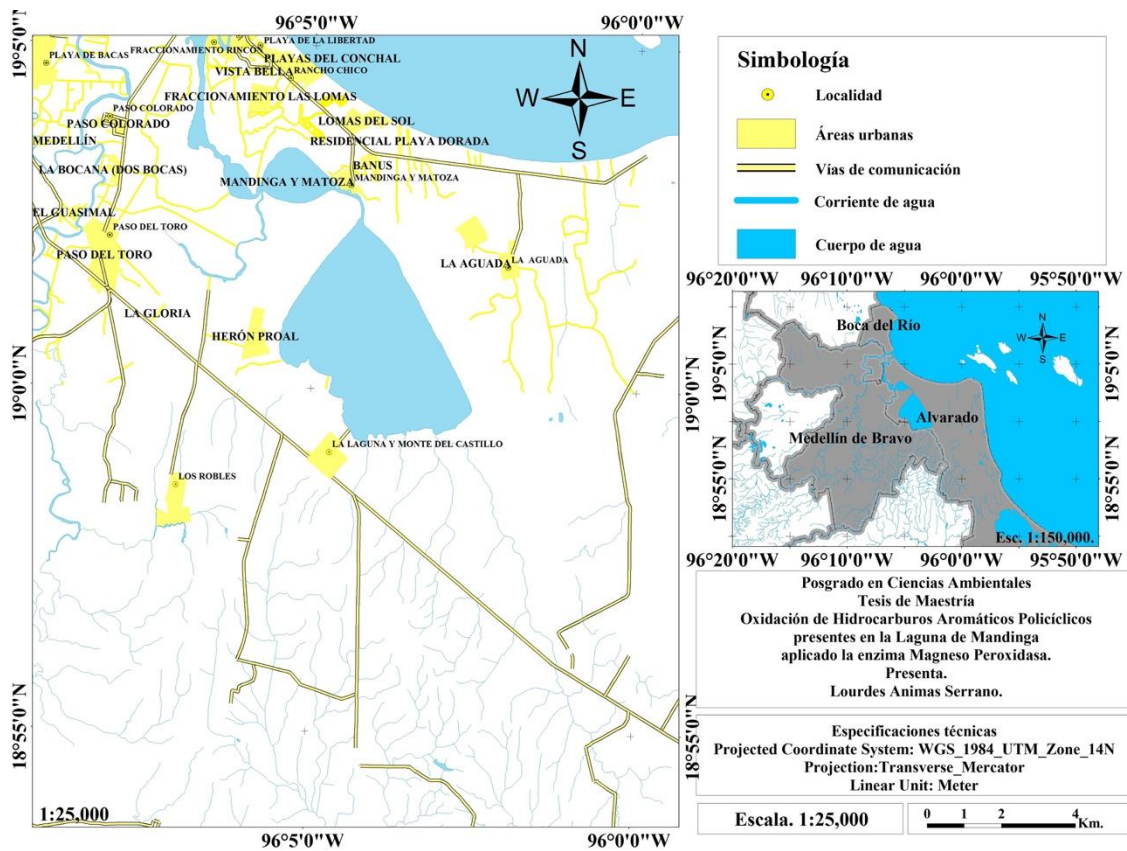 96°5'0"W
96°0'0"W
19°5'0"N
PLAYA DE LA LIBERTAD
FRACCIONAMIENTO RINCÓN
PLAYA DE BACAS
PLAYAS DEL CONCHAL
VISTA BELLA
RANCHO CHICO
FRACCIONAMIENTO LAS LOMAS
PASO COLORADO
PASO COLORADO
LOMAS DEL SOL
MEDELLÍN
RESIDENCIAL PLAYA DORADA
LA BOCANA (DOS BOCAS)
BANUS
MANDINGA Y MATOZA
MANDINGA Y MATOZA
EL GUASIMAL
PASO DEL TORO
PASO DEL TORO
LA AGUADA
LA AGUADA
LA GLORIA
HERÓN PROAL
19°0'0"N
19°0'0"N
LA LAGUNA Y MONTE DEL CASTILLO
LOS ROBLES
18°55'0"N
18°55'0"N
1:25,000
96°5'0"W
96°0'0"W
N
W E
S
Simbología
Localidad
Áreas urbanas
Vías de comunicación
Corriente de agua
Cuerpo de agua
96°20'0"W 96°10'0"W 96°0'0"W 95°50'0"W
Boca del Río
N
W E
S
19°5'0"N
19°5'0"N
Alvarado
Medellín de Bravo
18°55'0"N
18°55'0"N
Esc. 1:150,000.
96°20'0"W 96°10'0"W 96°0'0"W 95°50'0"W
Posgrado en Ciencias Ambientales
Tesis de Maestría
Oxidación de Hidrocarburos Aromáticos Policíclicos
presentes en la Laguna de Mandinga
aplicado la enzima Magneso Peroxidasa.
Presenta.
Lourdes Animas Serrano.
Especificaciones técnicas
Projected Coordinate System: WGS_1984_UTM_Zone_14N
Projection:Transverse_Mercator
Linear Unit: Meter
Escala. 1:25,000
0 1 2 4
Km.